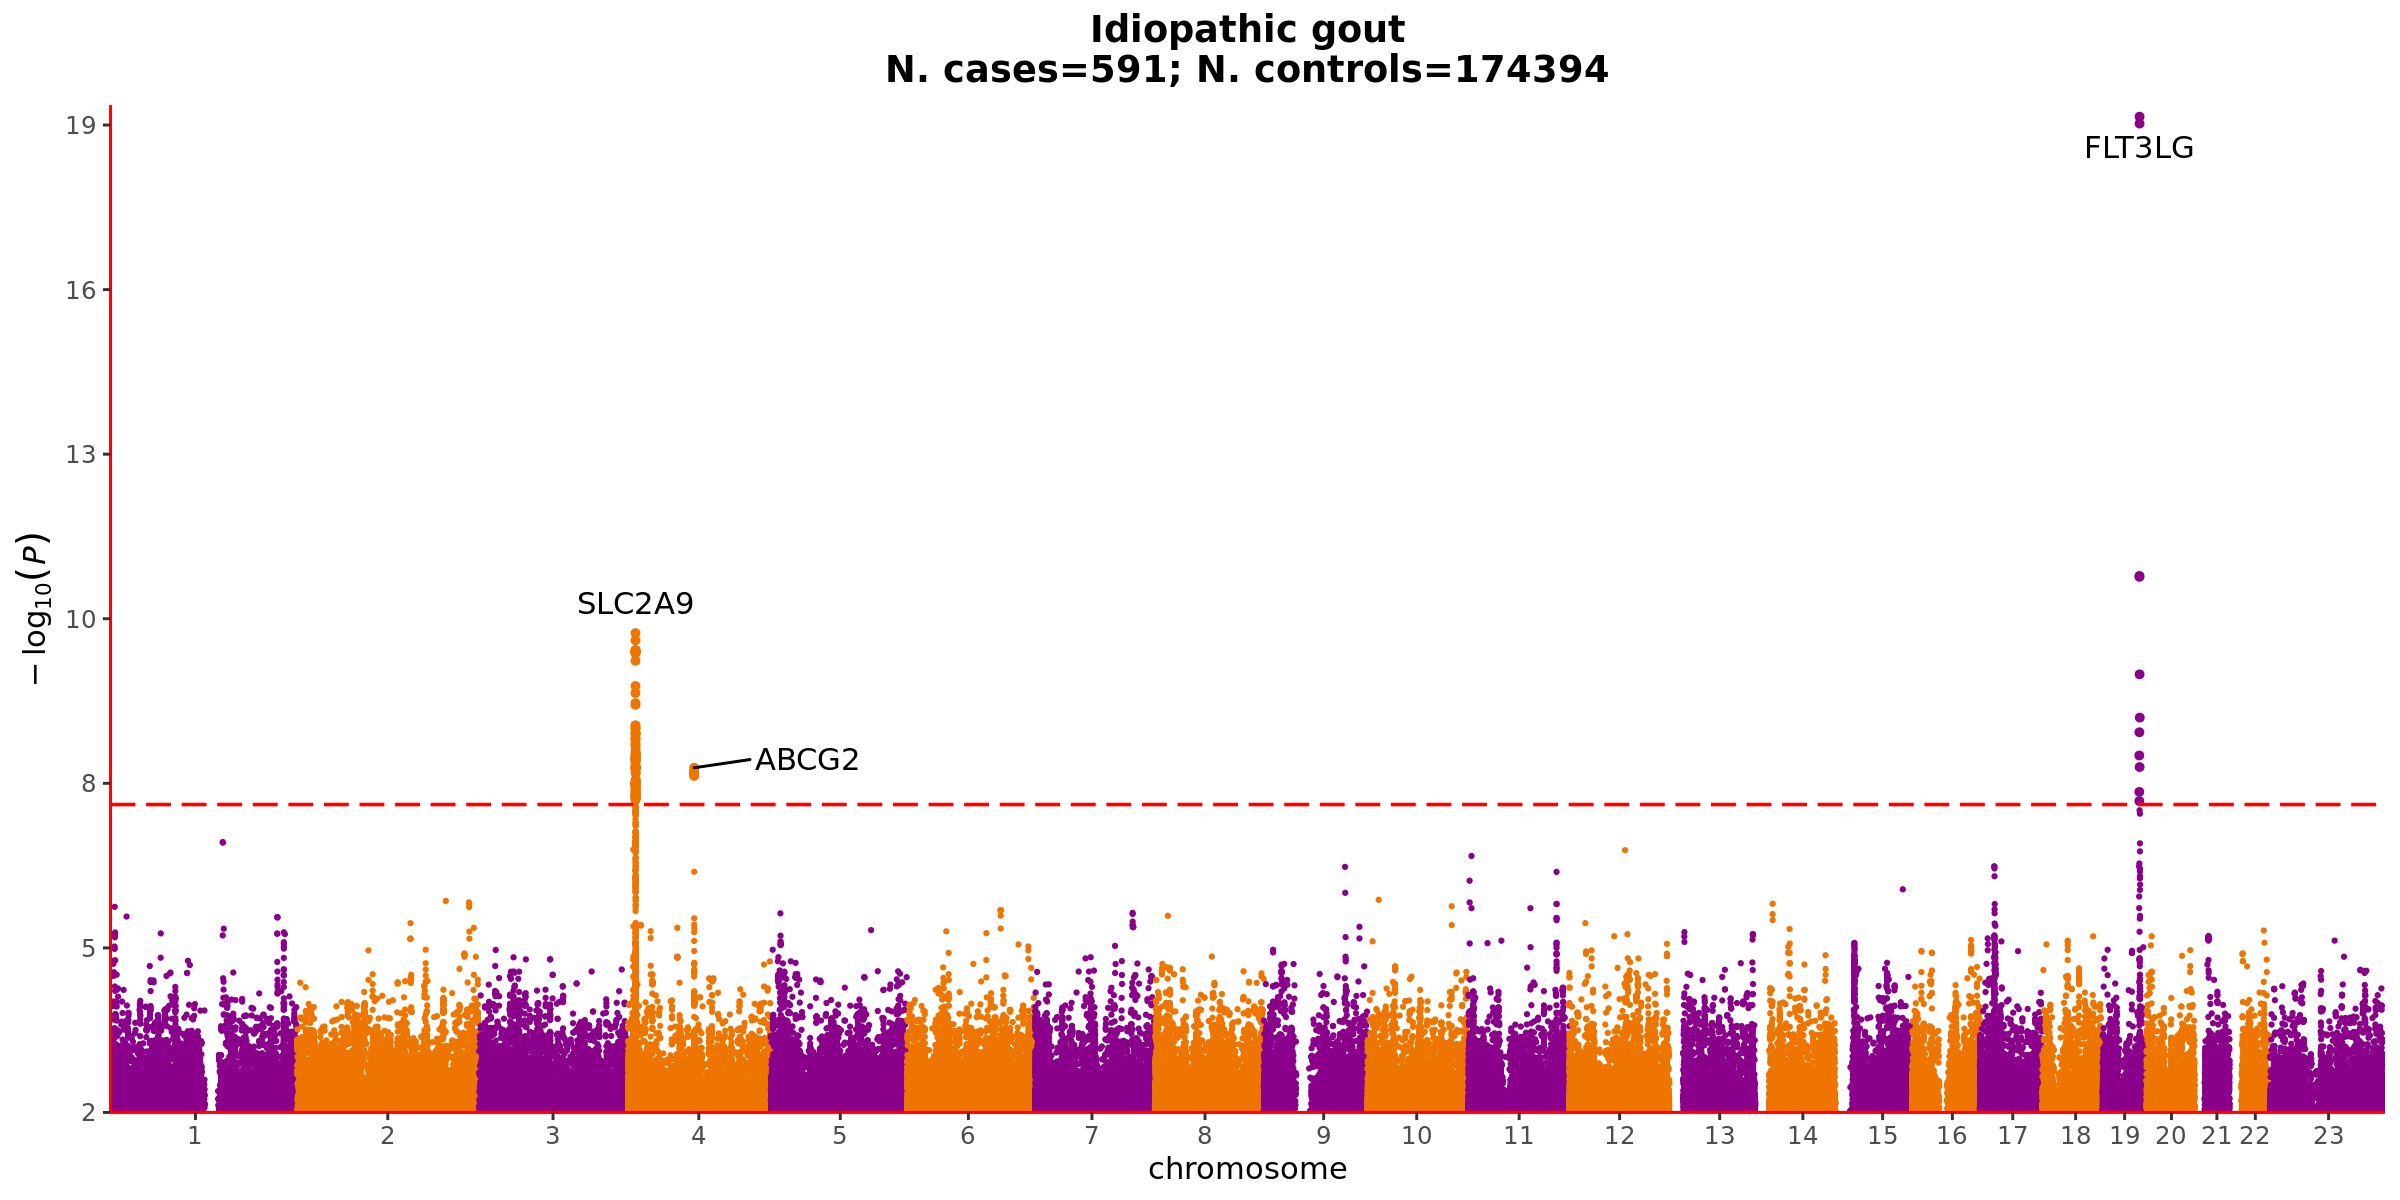 Idiopathic gout
N. cases=591; N. controls=174394
19
FLT3LG
16
13
10
SLC2A9
ABCG2
8
5
2
−log10(P)
1 2 3 4 5 6 7 8 9 10 11 12 13 14 15 16 17 18 19 20 21 22 23
chromosome